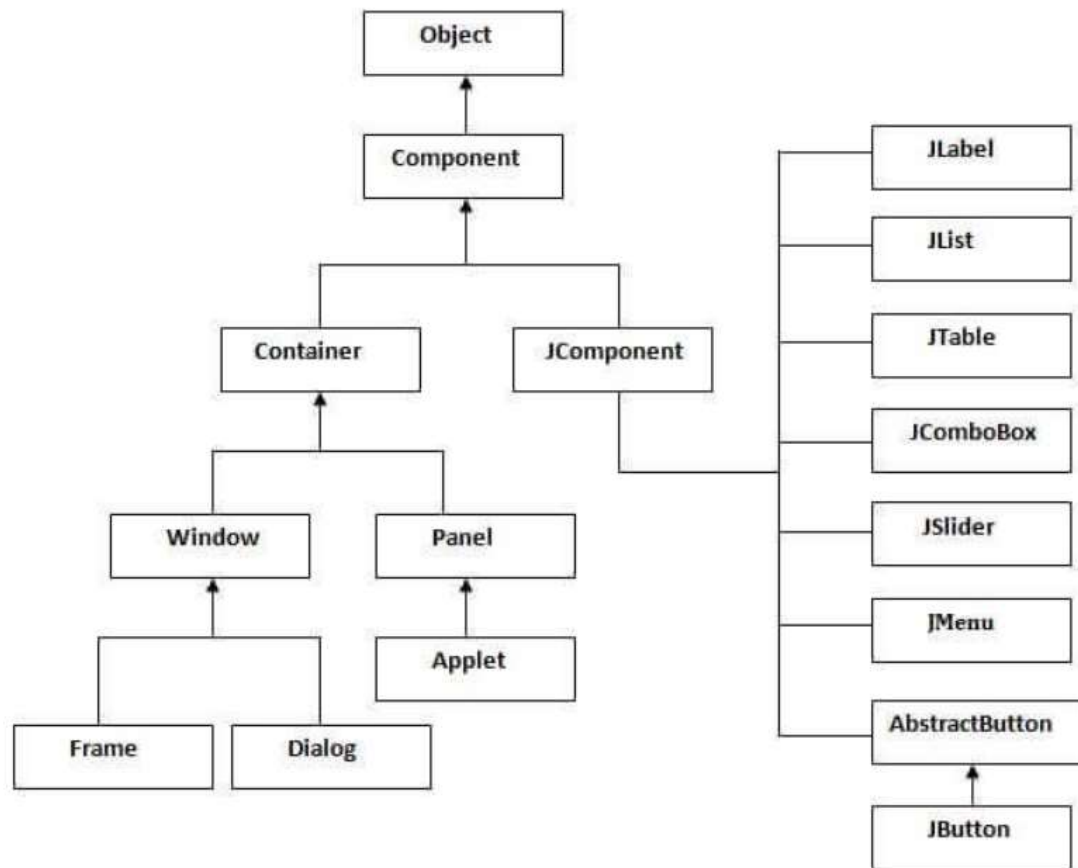 Object
Component
Container
JComponent
Window
Panel
Applet
Frame
Dialog
JLabel
JList
JTable
JComboBox
JSlider
JMenu
AbstractButton
JButton